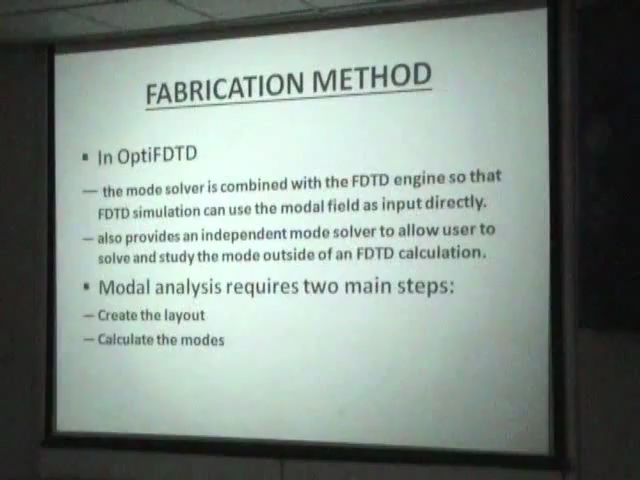 FABRICATION METHOD
▪ In OptiFDTD
— the mode solver is combined with the FDTD engine so that
FDTD simulation can use the modal field as input directly.
— also provides an independent mode solver to allow user to
solve and study the mode outside of an FDTD calculation.
▪ Modal analysis requires two main steps:
— Create the layout
— Calculate the modes